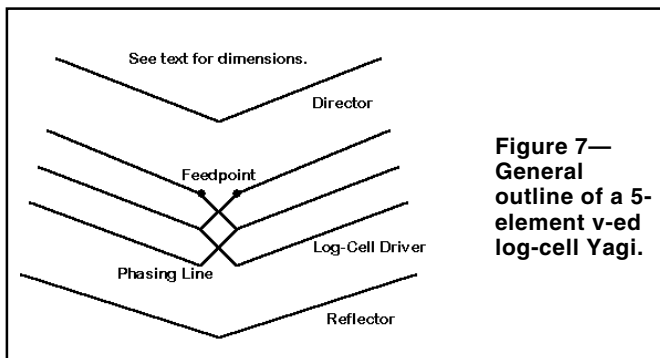 See text for dimensions.
Director
Feedpoint
Log-Cell Driver
Phasing Line
Reflector
Figure 7—
General
outline of a 5-
element v-ed
log-cell Yagi.